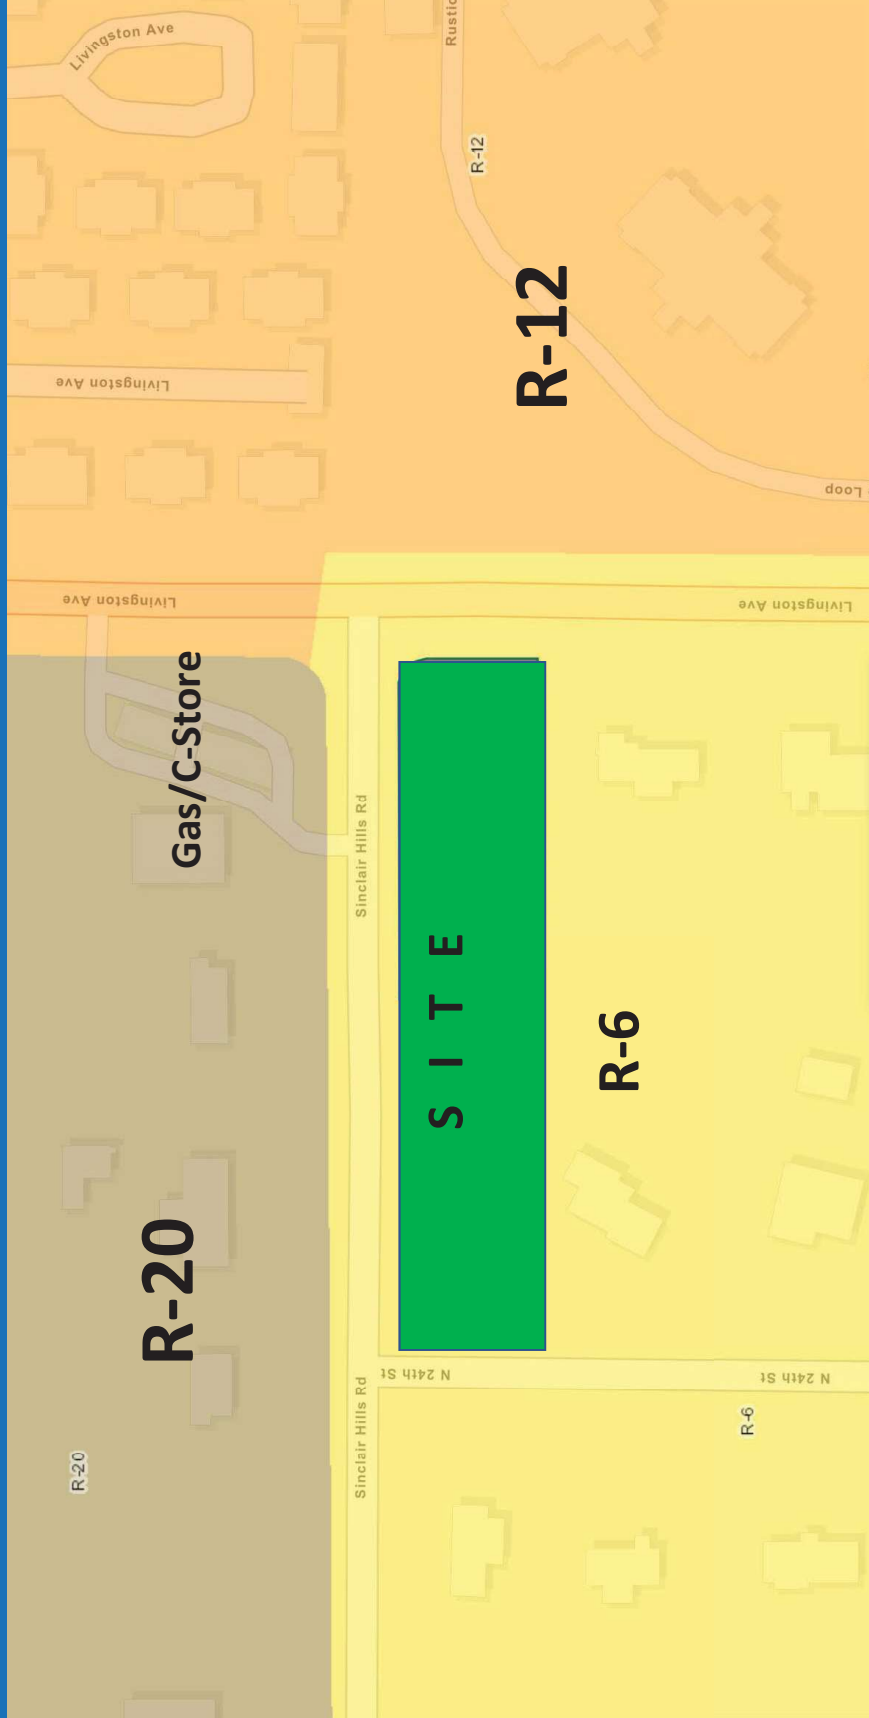 R-20
Livingston Ave
Livingston Ave
Livingston Ave
R-20
Gas/C-Store
Sinclair Hills Rd
Sinclair Hills Rd
N 24th St
S I T E
Rustic
R-12
R-12
R-6
R-6
N 24th St
Livingston Ave
Loop